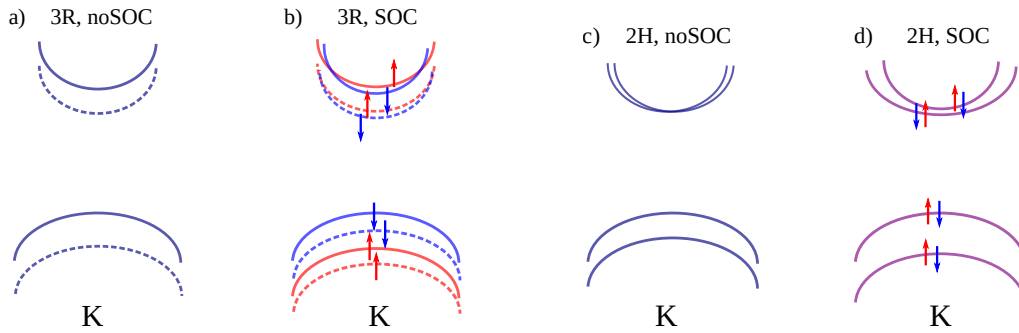 a) 3R, noSOC
b) 3R, SOC
c) 2H, noSOC
d) 2H, SOC
K
K
K
K